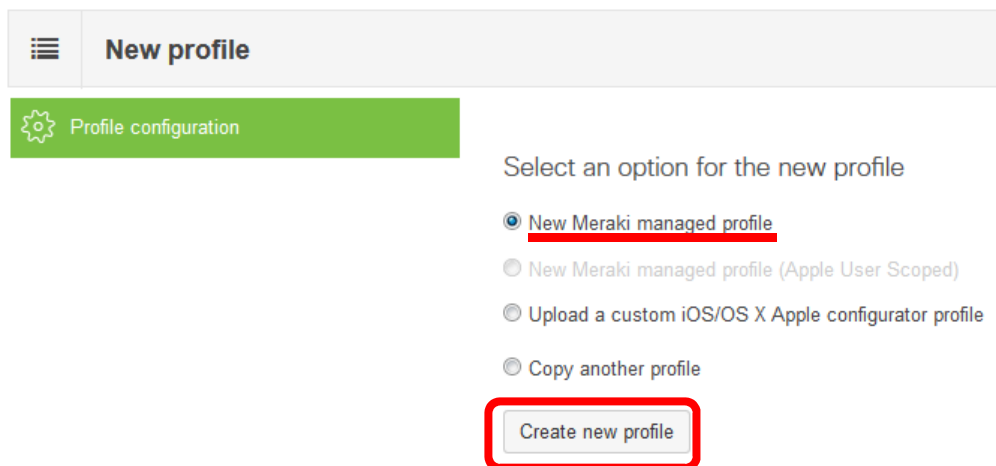 New profile
Profile configuration
Select an option for the new profile
New Meraki managed profile
New Meraki managed profile (Apple User Scoped)
Upload a custom iOS/OS X Apple configurator profile
Copy another profile
Create new profile